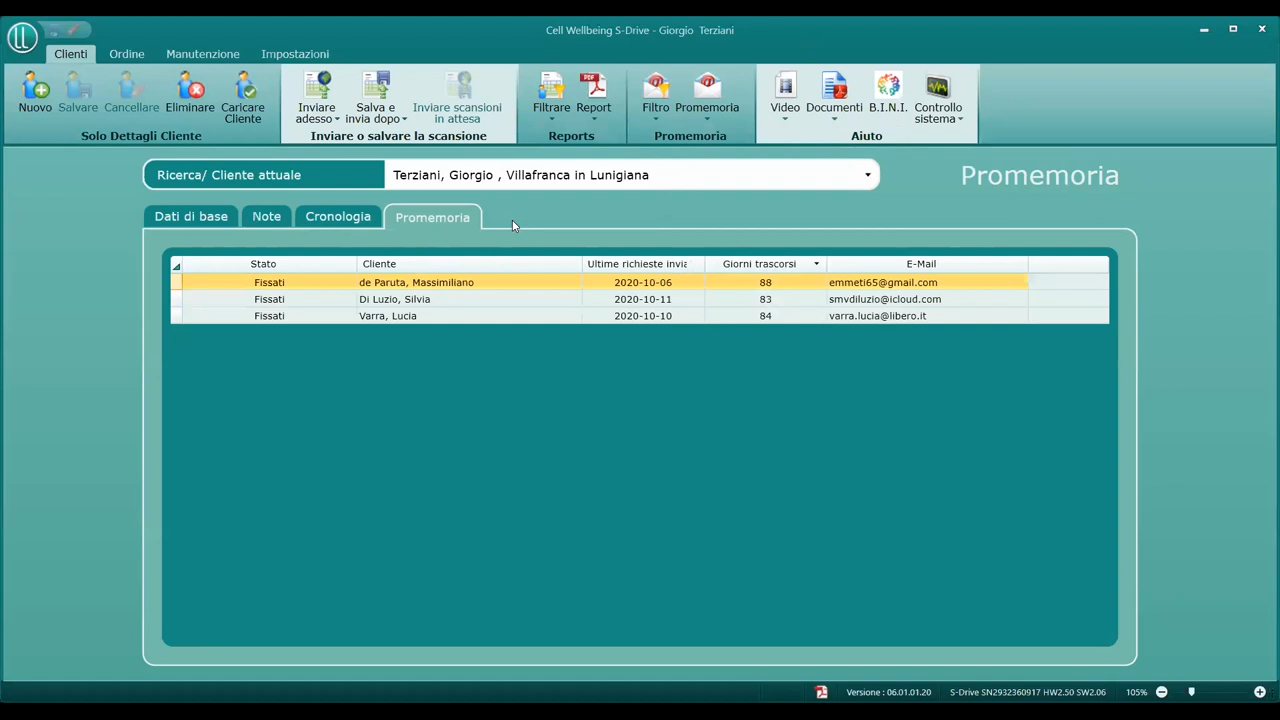 Cell Wellbeing S-Drive - Giorgio Terziani
Clienti Ordine Manutenzione Impostazioni
Nuovo Salvare Cancellare Eliminare Caricare Cliente
Solo Dettagli Cliente
Inviare adesso Salva e invia dopo Inviare scansioni in attesa
Inviare o salvare la scansione
Filtrare Report
Reports
Filtro Promemoria
Promemoria
Video Documenti B.I.N.I. Controllo sistema
Aiuto
Ricerca/ Cliente attuale Terziani, Giorgio , Villafranca in Lunigiana
Promemoria
Dati di base Note Cronologia Promemoria
Stato Cliente Ultime richieste invia Giorni trascorsi E-Mail
Fissati de Paruta, Massimiliano 2020-10-06 88 emmeti65@gmail.com
Fissati Di Luzio, Silvia 2020-10-11 83 smvdiluzio@icloud.com
Fissati Varra, Lucia 2020-10-10 84 varra.lucia@libero.it
Versione : 06.01.01.20 S-Drive SN2932360917 HW2.50 SW2.06 105%